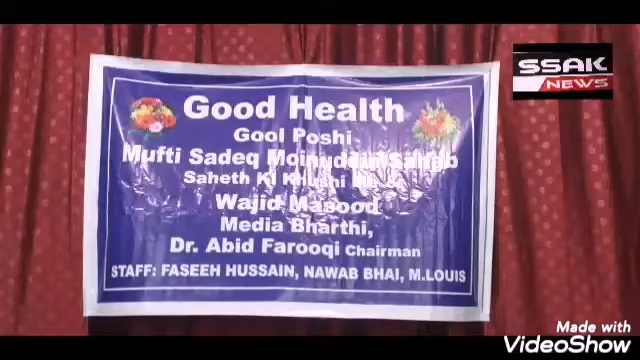 Good Health
Gool Poshi
Mufti Sadeq Moinuddin Sahab
Saheth Ki Khushi Me
Wajid Masood
Media Bharthi,
Dr. Abid Farooqi Chairman
STAFF: FASEEH HUSSAIN, NAWAB BHAI, M.LOUIS
SSAK
NEWS
Made with
VideoShow